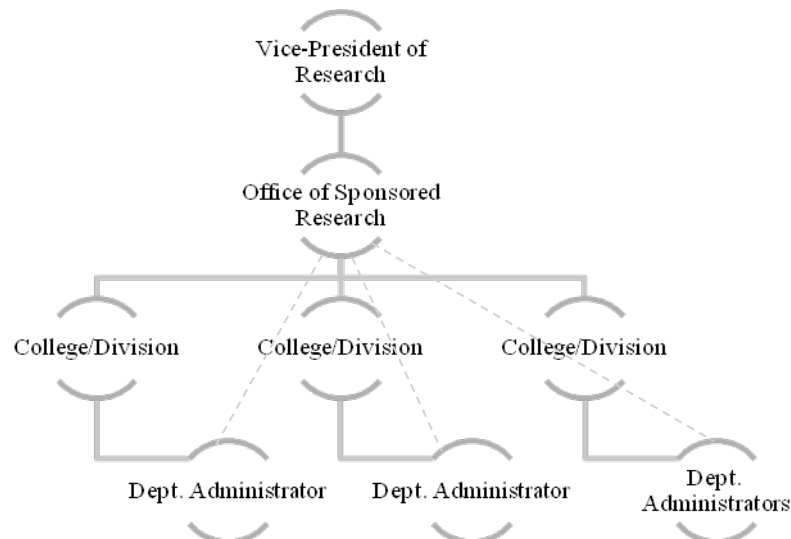 Vice-President of
Research
Office of Sponsored
Research
College/Division
College/Division
College/Division
Dept. Administrator
Dept. Administrator
Dept.
Administrators